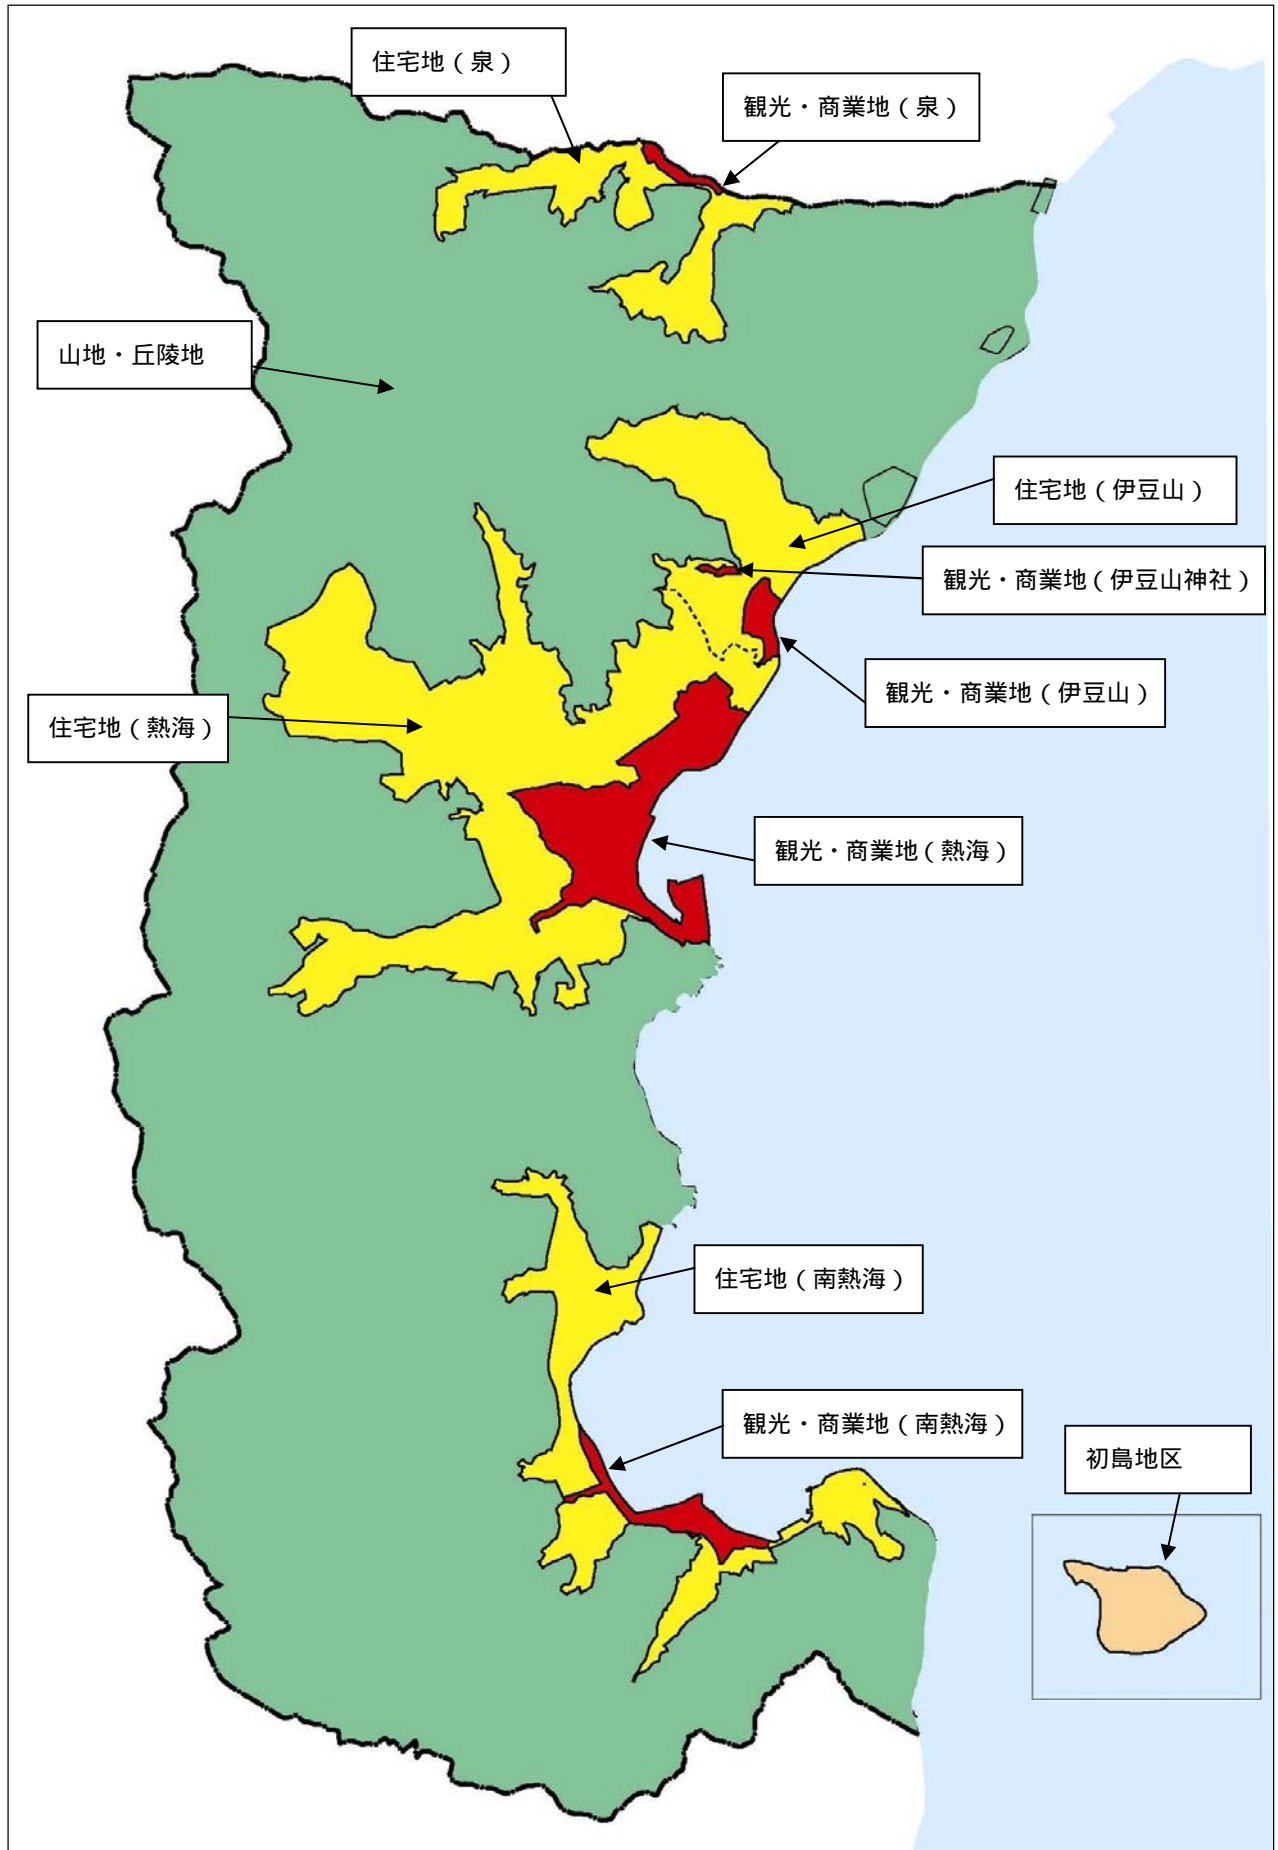 住宅地（泉）
観光・商業地（泉）
山地・丘陵地
住宅地（伊豆山）
観光・商業地（伊豆山神社）
観光・商業地（伊豆山）
住宅地（熱海）
観光・商業地（熱海）
住宅地（南熱海）
観光・商業地（南熱海）
初島地区